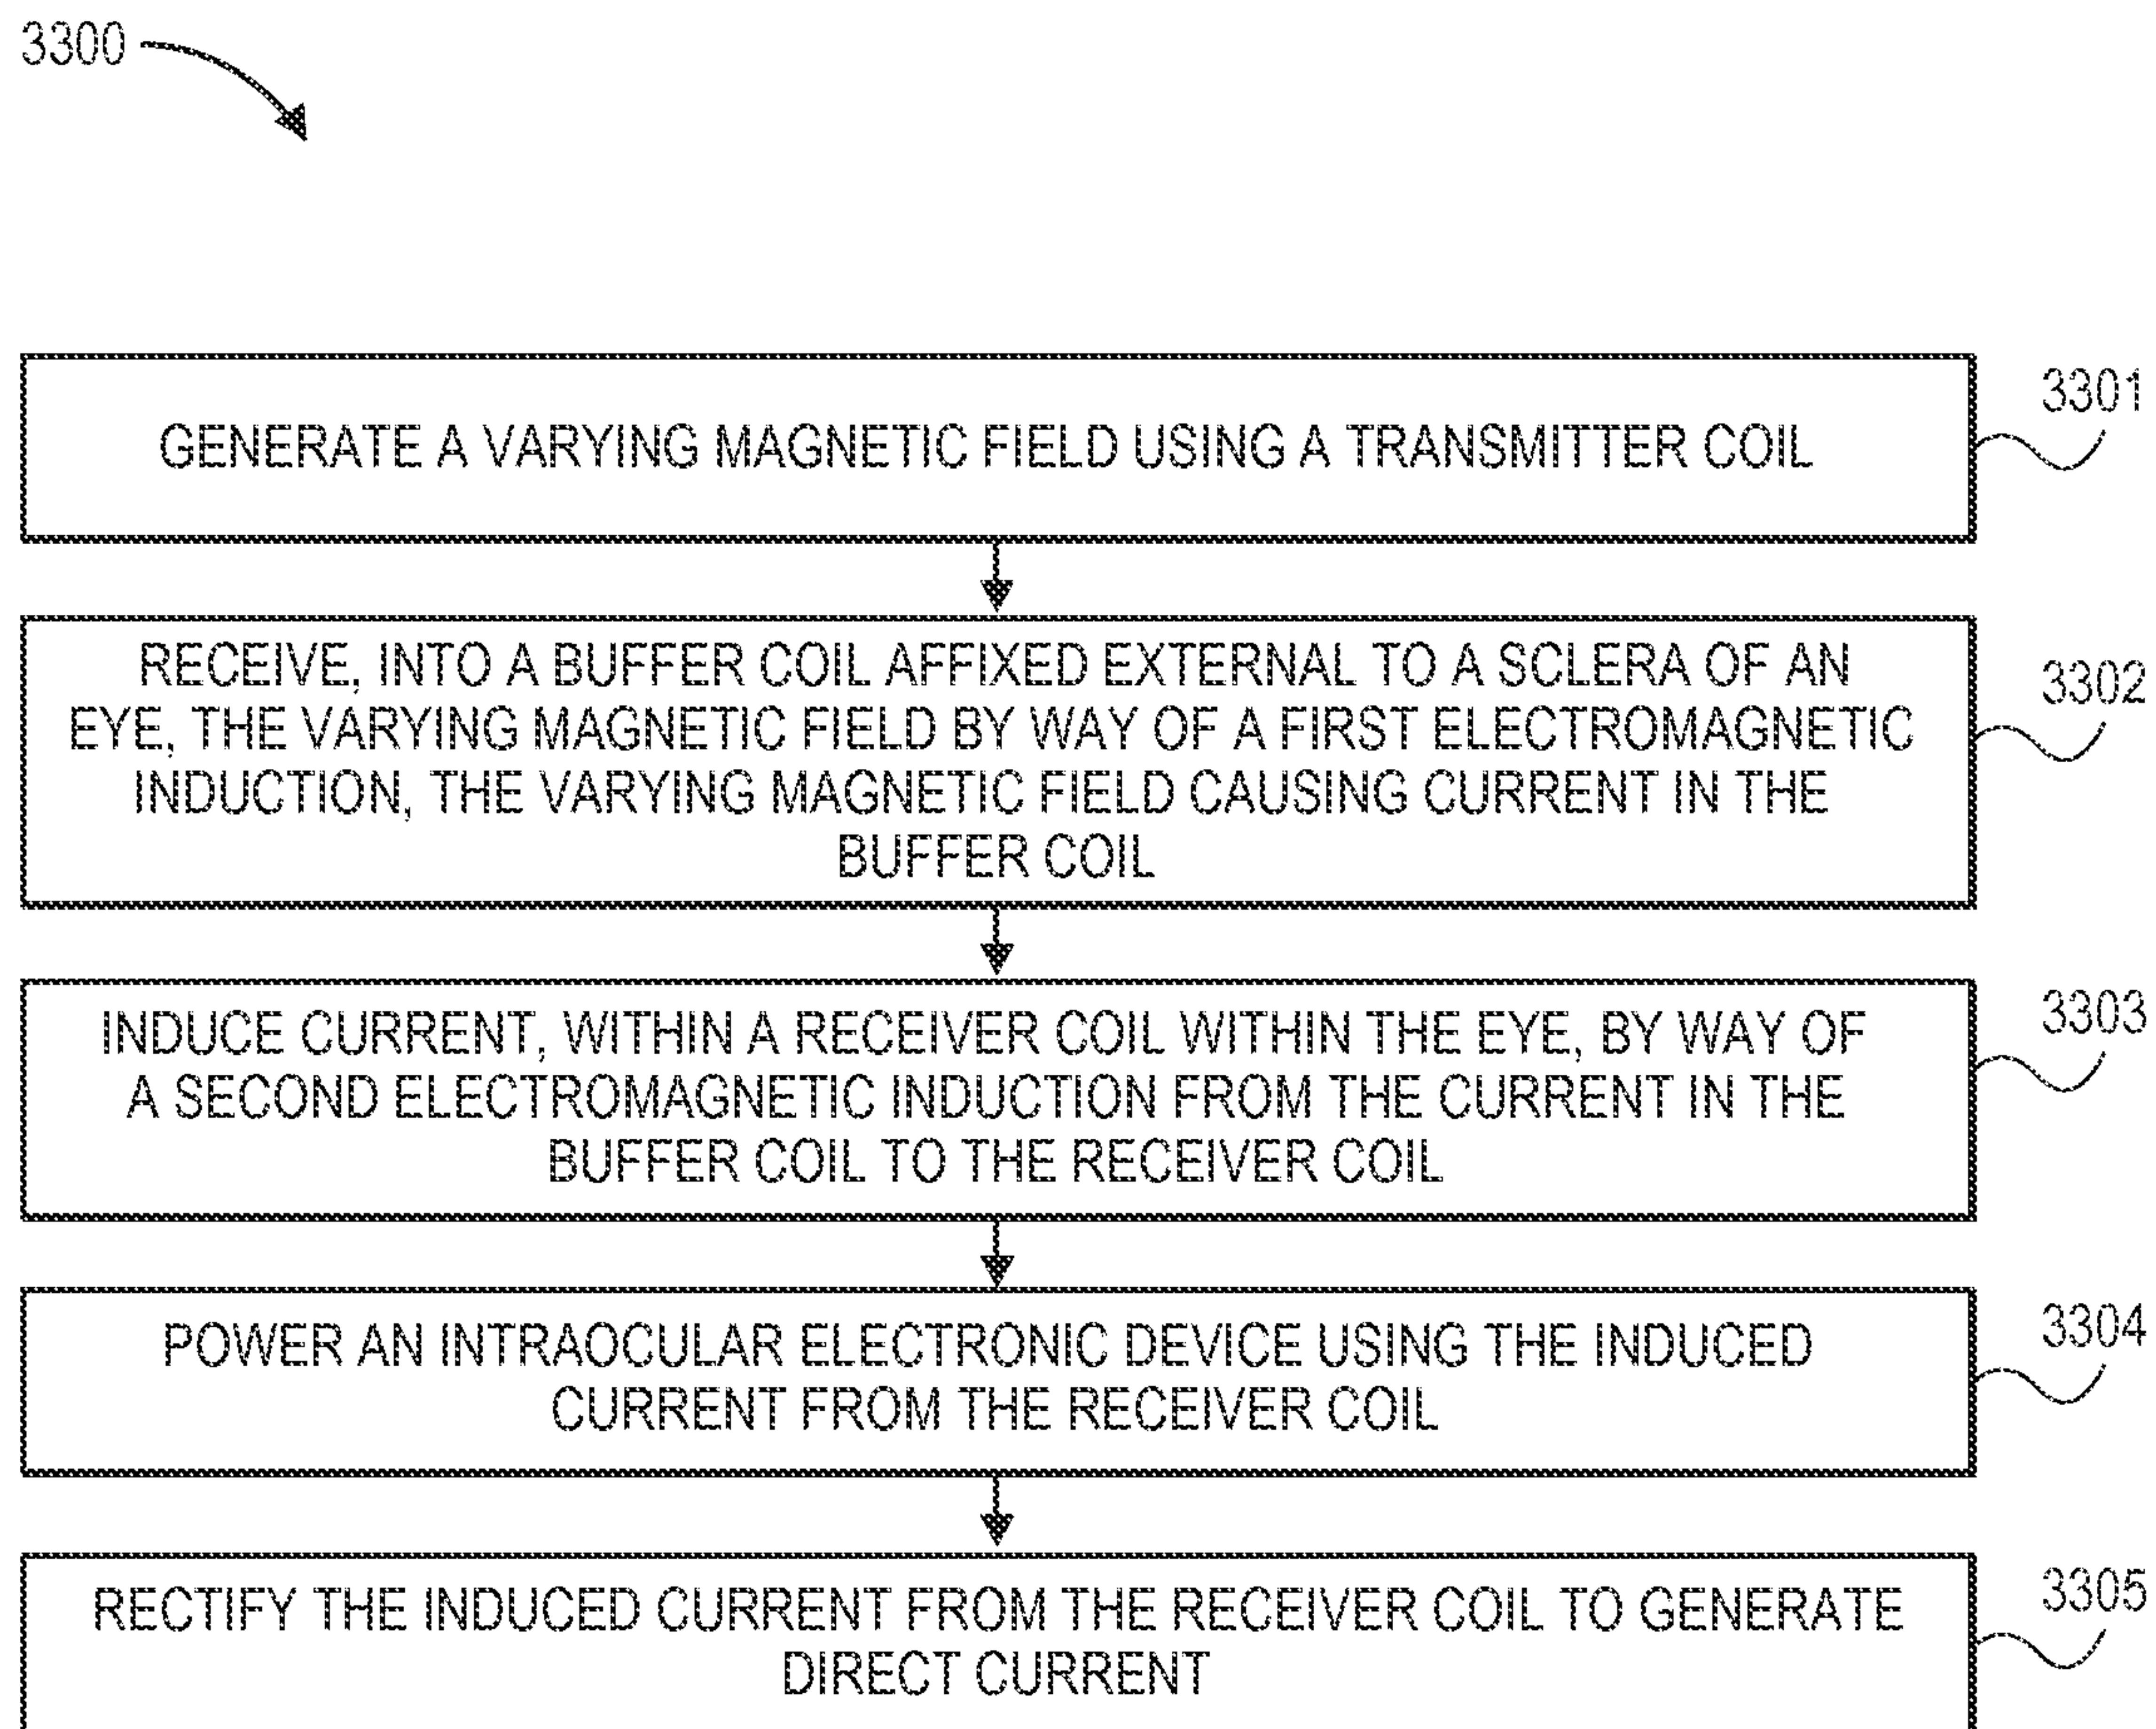 3300
3301
GENERATE A VARYING MAGNETIC FIELD USING A TRANSMITTER COIL
3302
RECEIVE, INTO A BUFFER COIL AFFIXED EXTERNAL TO A SCLERA OF AN
EYE, THE VARYING MAGNETIC FIELD BY WAY OF A FIRST ELECTROMAGNETIC
INDUCTION, THE VARYING MAGNETIC FIELD CAUSING CURRENT IN THE
BUFFER COIL
3303
INDUCE CURRENT, WITHIN A RECEIVER COIL WITHIN THE EYE, BY WAY OF
A SECOND ELECTROMAGNETIC INDUCTION FROM THE CURRENT IN THE
BUFFER COIL TO THE RECEIVER COIL
3304
POWER AN INTRAOCULAR ELECTRONIC DEVICE USING THE INDUCED
CURRENT FROM THE RECEIVER COIL
3305
RECTIFY THE INDUCED CURRENT FROM THE RECEIVER COIL TO GENERATE
DIRECT CURRENT